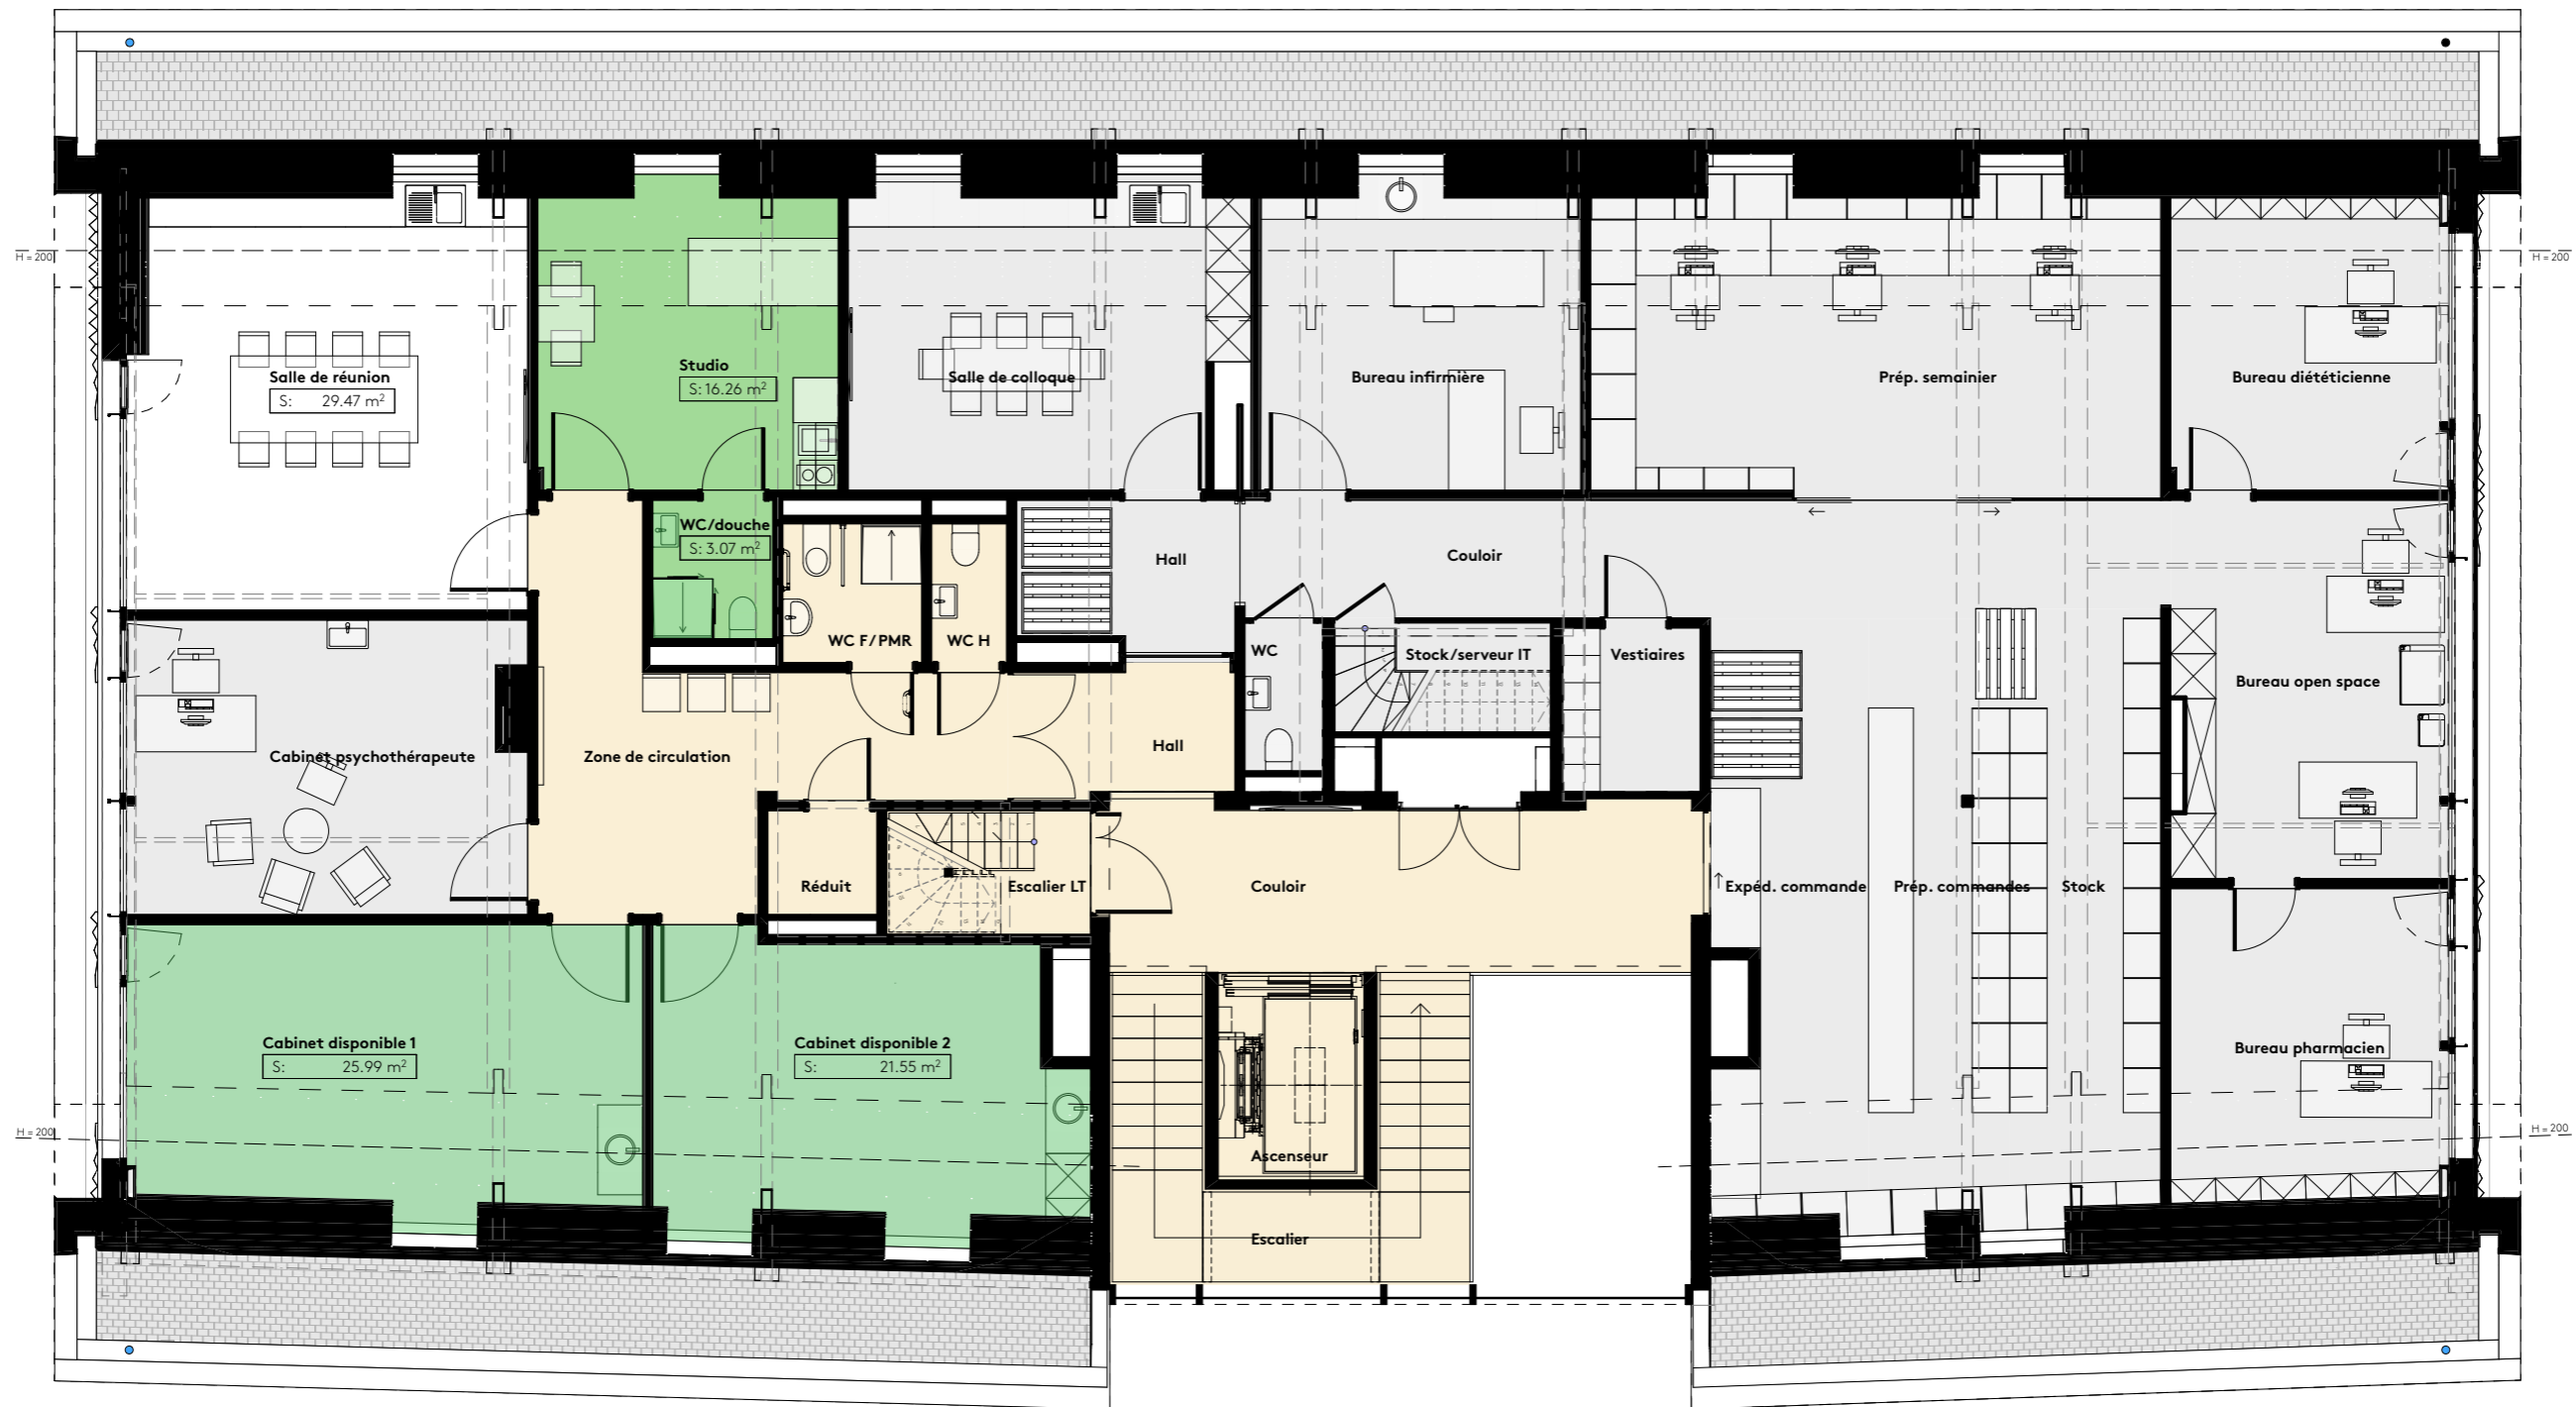 H = 200
H = 200
Studio
S: 16.26 m²
Salle de réunion
S: 29.47 m²
Salle de colloque
Bureau infirmière
Prép. semainier
Bureau diététicienne
WC/douche
S: 3.07 m²
Hall
Couloir
WC F/PMR
WC H
WC
Stock/serveur IT
Vestiaires
Bureau open space
Cabinet psychothérapeute
Zone de circulation
Hall
Réduit
Escalier LT
Couloir
Expéd. commande
Prép. commandes
Stock
Cabinet disponible 1
S: 25.99 m²
Cabinet disponible 2
S: 21.55 m²
Bureau pharmacien
H = 200
H = 200
Ascenseur
Escalier